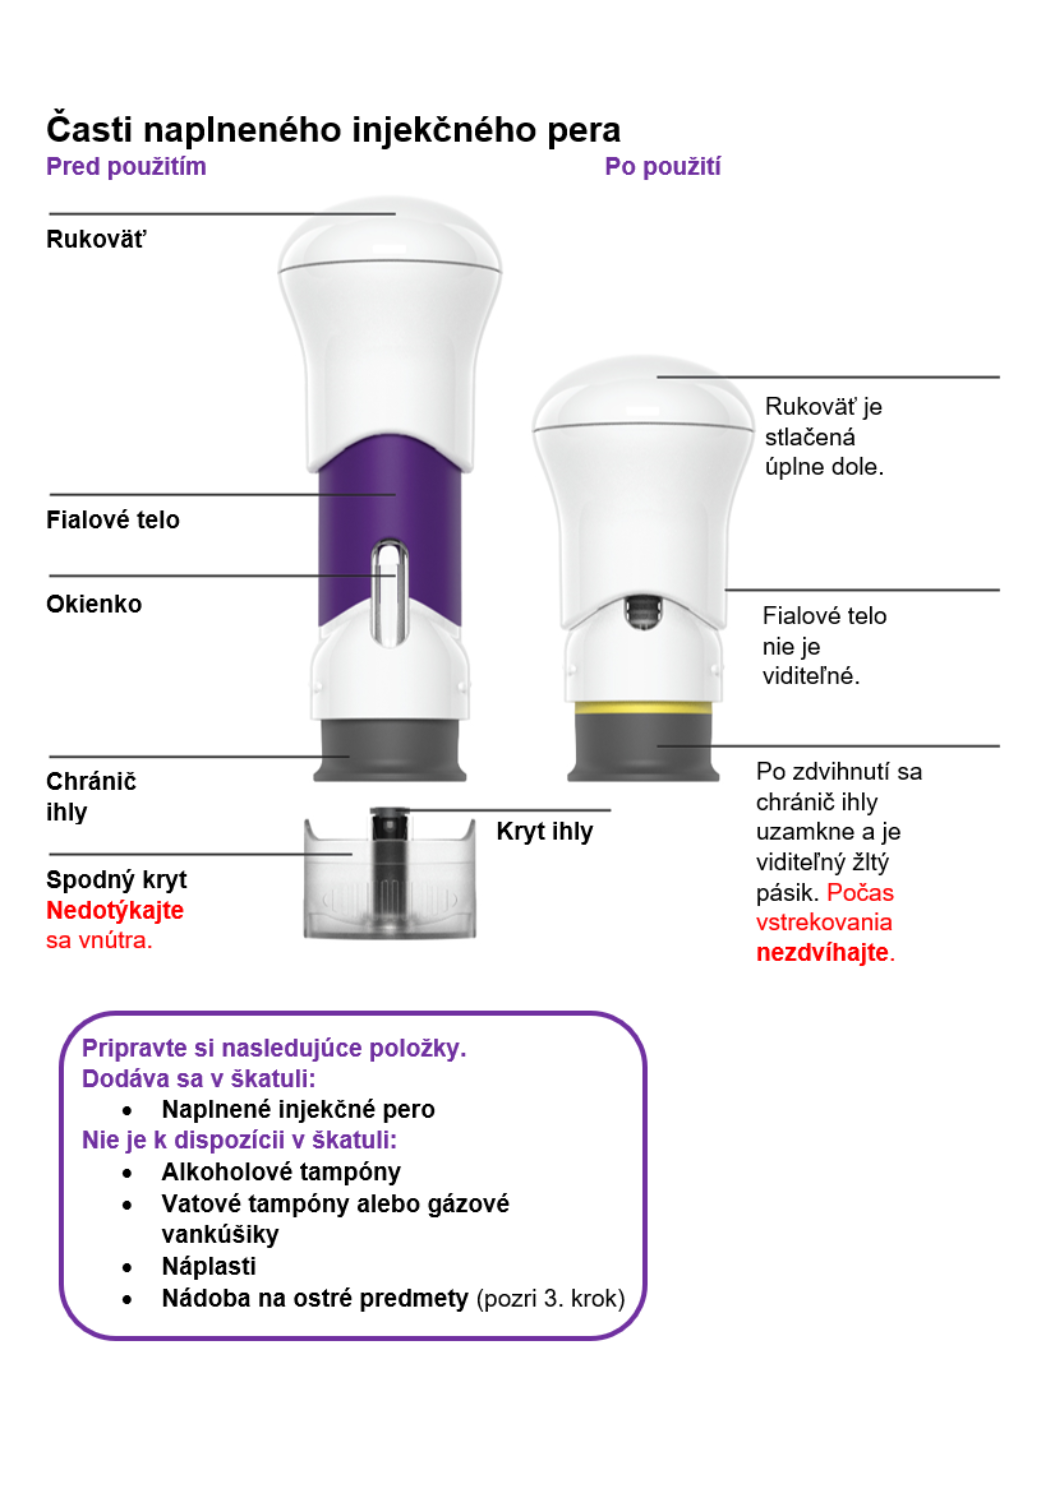 Časti naplneného injekčného pera
Pred použitím
Po použití
Rukoväť
Fialové telo
Okienko
Chránič
ihly
Kryt ihly
Spodný kryt
Nedotýkajte
sa vnútra.
Rukoväť je
stlačená
úplne dole.
Fialové telo
nie je
viditeľné.
Po zdvihnutí sa
chránič ihly
uzamkne a je
viditeľný žltý
pásik. Počas
vstrekovania
nezdvíhajte.
Pripravte si nasledujúce položky.
Dodáva sa v škatuli:
• Naplnené injekčné pero
Nie je k dispozícii v škatuli:
• Alkoholové tampóny
• Vatové tampóny alebo gázové
vankúšiky
• Náplasti
• Nádoba na ostré predmety (pozri 3. krok)